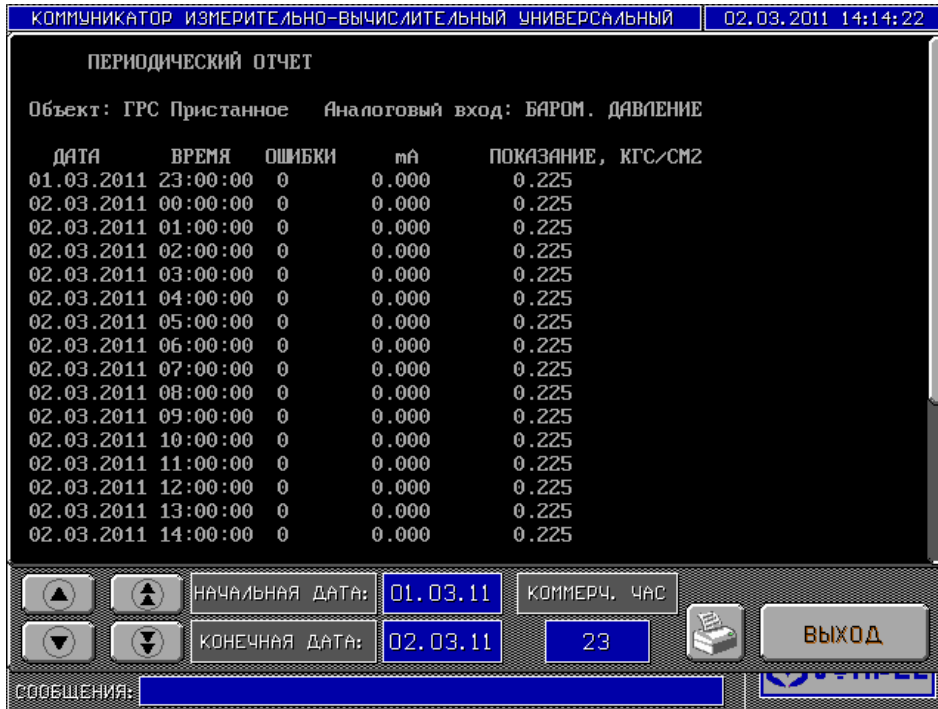 КОММУНИКАТОР ИЗМЕРИТЕЛЬНО-ВЫЧИСЛИТЕЛЬНЫЙ УНИВЕРСАЛЬНЫЙ 02.03.2011 14:14:22
ПЕРИОДИЧЕСКИЙ ОТЧЕТ
Объект: ГРС Пристанное Аналоговый вход: БАРОМ. ДАВЛЕНИЕ
ДАТА ВРЕМЯ ОШИБКИ mA ПОКАЗАНИЕ, КГС/СМ2
01.03.2011 23:00:00 0 0.000 0.225
02.03.2011 00:00:00 0 0.000 0.225
02.03.2011 01:00:00 0 0.000 0.225
02.03.2011 02:00:00 0 0.000 0.225
02.03.2011 03:00:00 0 0.000 0.225
02.03.2011 04:00:00 0 0.000 0.225
02.03.2011 05:00:00 0 0.000 0.225
02.03.2011 06:00:00 0 0.000 0.225
02.03.2011 07:00:00 0 0.000 0.225
02.03.2011 08:00:00 0 0.000 0.225
02.03.2011 09:00:00 0 0.000 0.225
02.03.2011 10:00:00 0 0.000 0.225
02.03.2011 11:00:00 0 0.000 0.225
02.03.2011 12:00:00 0 0.000 0.225
02.03.2011 13:00:00 0 0.000 0.225
02.03.2011 14:00:00 0 0.000 0.225
НАЧАЛЬНАЯ ДАТА: 01.03.11 КОММЕРЧ. ЧАС
КОНЕЧНАЯ ДАТА: 02.03.11 23 ВЫХОД
СООБЩЕНИЯ: